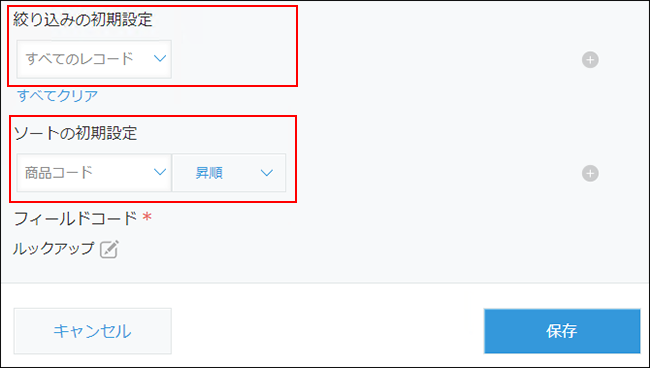 絞り込みの初期設定
すべてのレコード
すべてクリア
ソートの初期設定
商品コード 昇順
フィールドコード *
ルックアップ
キャンセル 保存